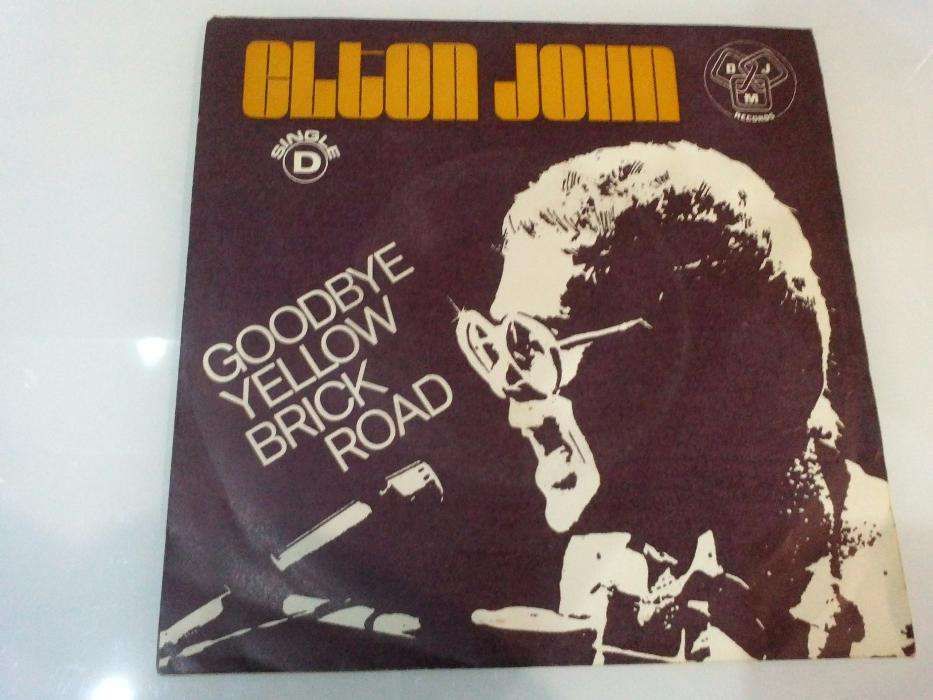 ELTON JOHN
D J
M
RECORDS
SINGLE
D
GOODBYE
YELLOW
BRICK
ROAD